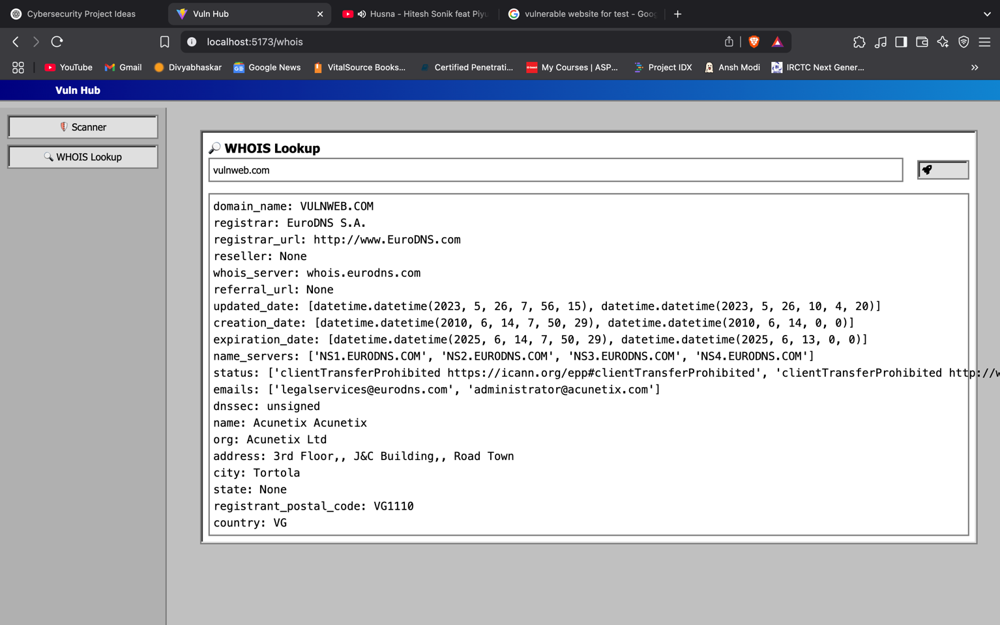 Cybersecurity Project Ideas
Vuln Hub
Husna - Hitesh Sonik feat Piyu
vulnerable website for test - Goog
localhost:5173/whois
YouTube
Gmail
Divyabhaskar
Google News
VitalSource Books...
Certified Penetrati...
My Courses | ASP...
Project IDX
Ansh Modi
IRCTC Next Gener...
Vuln Hub
Scanner
WHOIS Lookup
WHOIS Lookup
vulnweb.com
domain_name: VULNWEB.COM
registrar: EuroDNS S.A.
registrar_url: http://www.EuroDNS.com
reseller: None
whois_server: whois.eurodns.com
referral_url: None
updated_date: [datetime.datetime(2023, 5, 26, 7, 56, 15), datetime.datetime(2023, 5, 26, 10, 4, 20)]
creation_date: [datetime.datetime(2010, 6, 14, 7, 50, 29), datetime.datetime(2010, 6, 14, 0, 0)]
expiration_date: [datetime.datetime(2025, 6, 14, 7, 50, 29), datetime.datetime(2025, 6, 13, 0, 0)]
name_servers: ['NS1.EURODNS.COM', 'NS2.EURODNS.COM', 'NS3.EURODNS.COM', 'NS4.EURODNS.COM']
status: ['clientTransferProhibited https://icann.org/epp#clientTransferProhibited', 'clientTransferProhibited http://w
emails: ['legalservices@eurodns.com', 'administrator@acunetix.com']
dnssec: unsigned
name: Acunetix Acunetix
org: Acunetix Ltd
address: 3rd Floor,, J&C Building,, Road Town
city: Tortola
state: None
registrant_postal_code: VG1110
country: VG